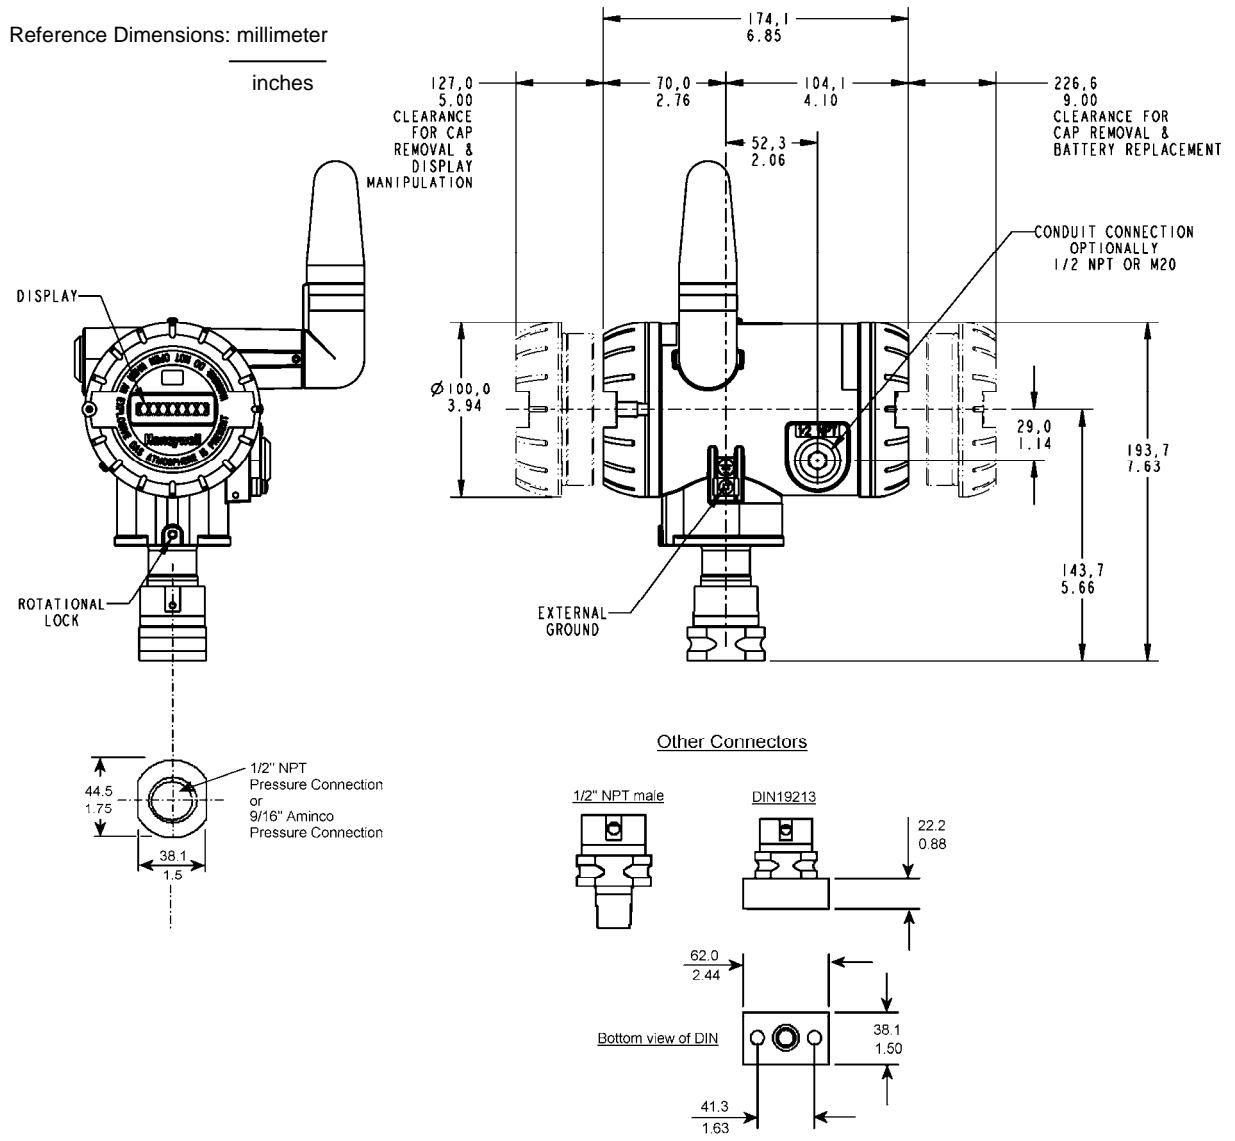 Reference Dimensions: millimeter
inches
174,1
6.85
127,0
5.00
CLEARANCE
FOR CAP
REMOVAL &
DISPLAY
MANIPULATION
70,0
2.76
104,1
4.10
226,6
9.00
CLEARANCE FOR
CAP REMOVAL &
BATTERY REPLACEMENT
52,3
2.06
CONDUIT CONNECTION
OPTIONALLY
1/2 NPT OR M20
DISPLAY
Honeywell
Ø100,0
3.94
1/2 NPT
29,0
1.14
193,7
7.63
143,7
5.66
ROTATIONAL
LOCK
EXTERNAL
GROUND
Other Connectors
1/2" NPT
Pressure Connection
or
9/16" Aminco
Pressure Connection
44.5
1.75
38.1
1.5
1/2" NPT male
DIN19213
22.2
0.88
62.0
2.44
Bottom view of DIN
38.1
1.50
41.3
1.63